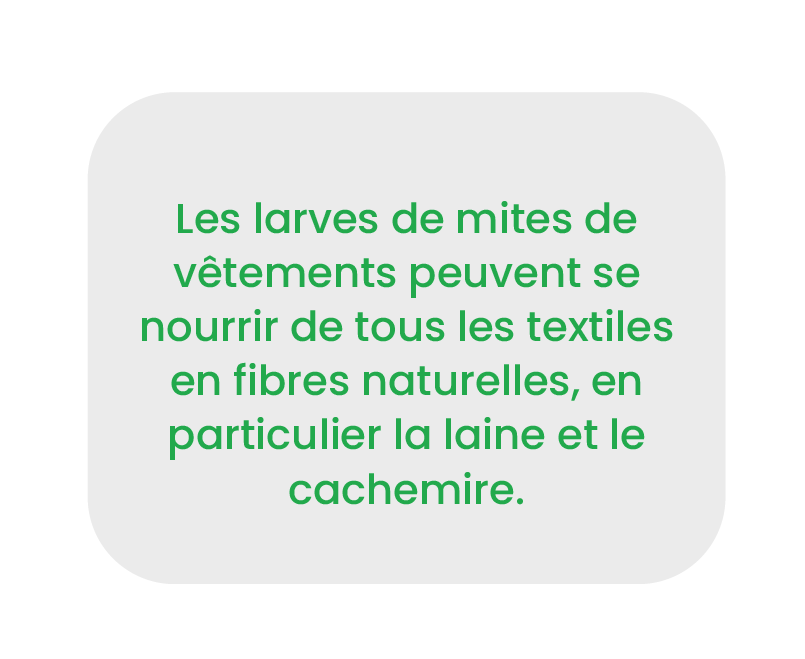 Les larves de mites de
vêtements peuvent se
nourrir de tous les textiles
en fibres naturelles, en
particulier la laine et le
cachemire.